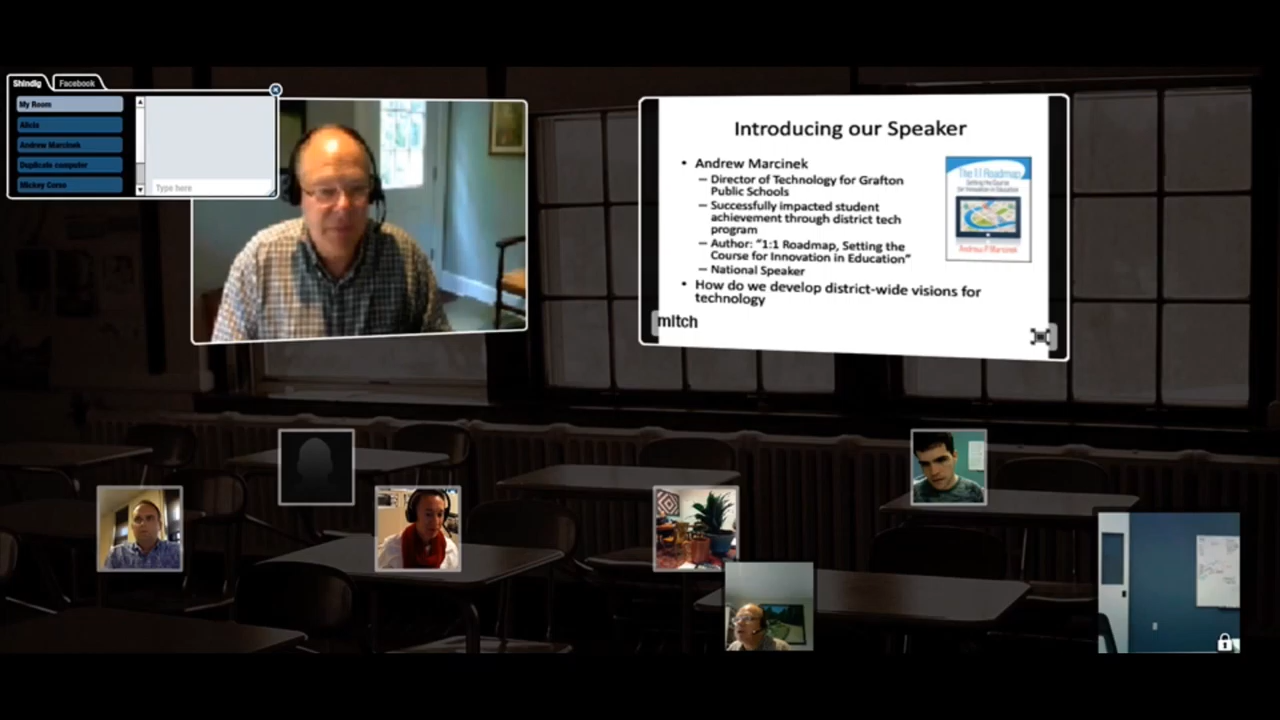 Shindig
Facebook
My Room
Alicia
Andrew Marcinek
Duplicate computer
Mickey Corso
Type here
Introducing our Speaker
• Andrew Marcinek
– Director of Technology for Grafton
Public Schools
– Successfully impacted student
achievement through district tech
program
– Author: “1:1 Roadmap, Setting the
Course for Innovation in Education”
– National Speaker
• How do we develop district-wide visions for
technology
The 1:1 Roadmap
Setting the Course
for Innovation in Education
Andrew P. Marcinek
mitch